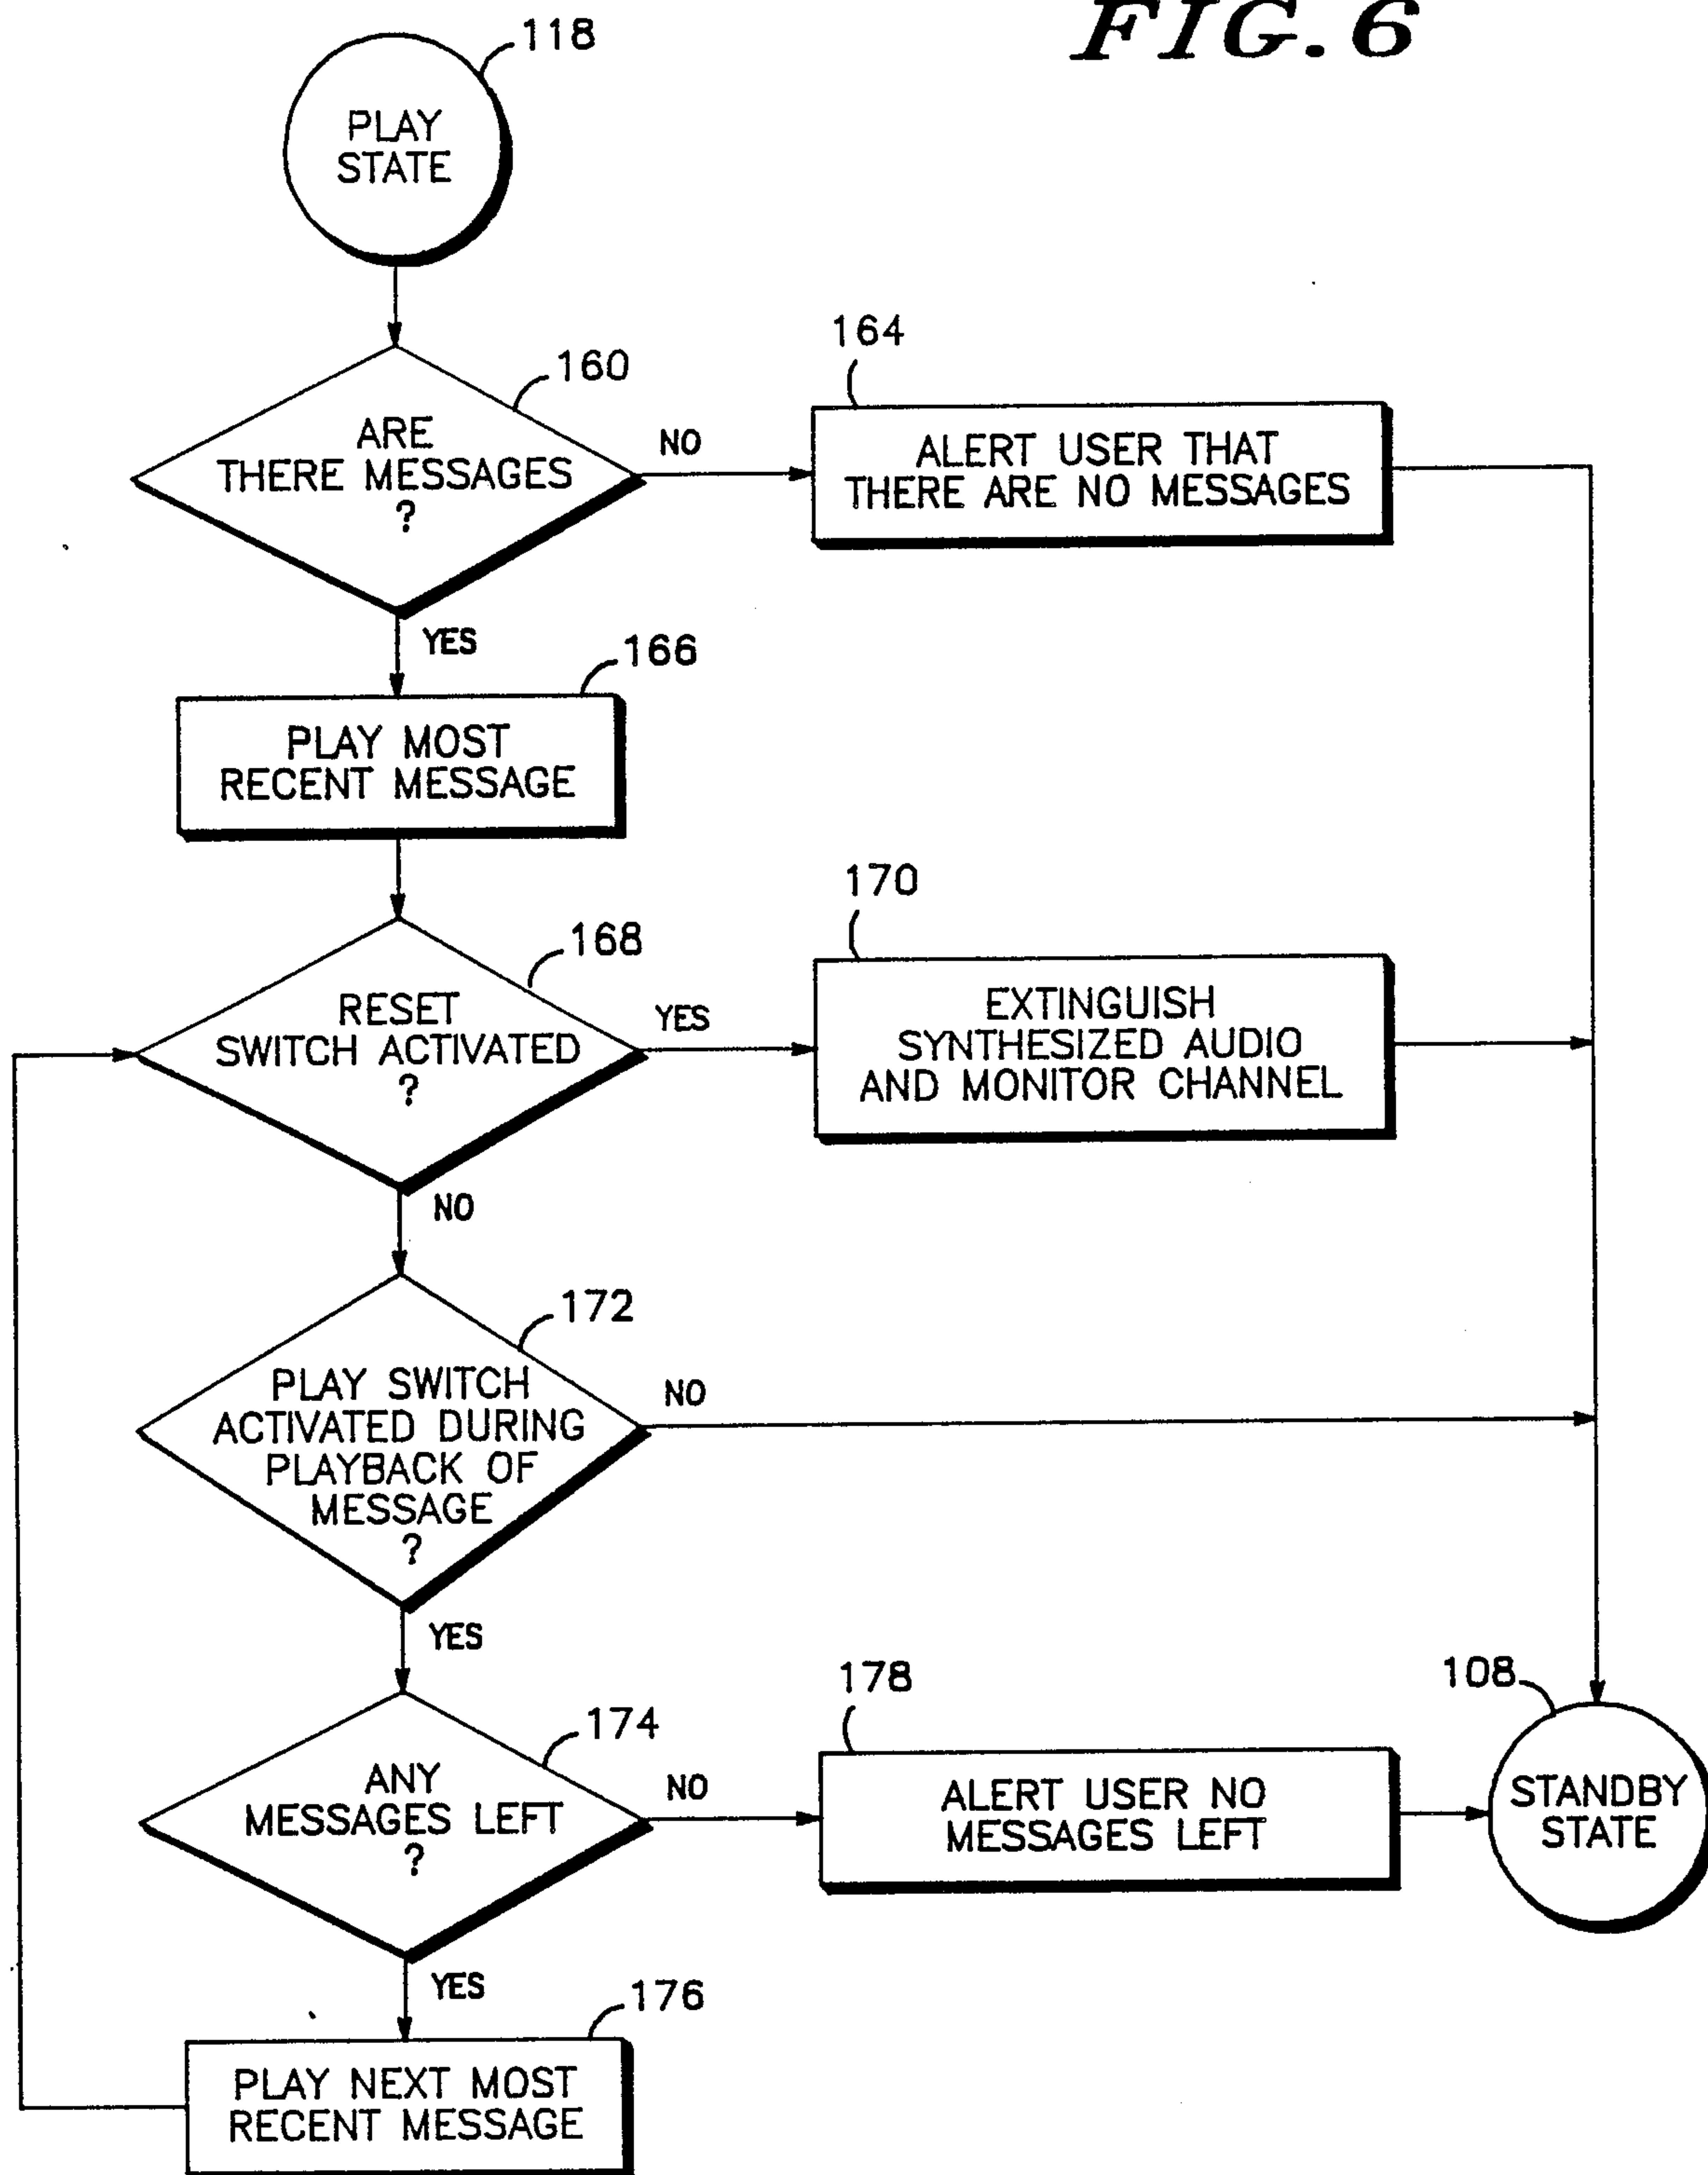 FIG. 6
118
PLAY
STATE
160
ARE
THERE MESSAGES
?
NO
164
ALERT USER THAT
THERE ARE NO MESSAGES
YES
166
PLAY MOST
RECENT MESSAGE
168
RESET
SWITCH ACTIVATED
?
YES
170
EXTINGUISH
SYNTHESIZED AUDIO
AND MONITOR CHANNEL
NO
172
PLAY SWITCH
ACTIVATED DURING
PLAYBACK OF
MESSAGE
?
NO
YES
174
ANY
MESSAGES LEFT
?
NO
178
ALERT USER NO
MESSAGES LEFT
108
STANDBY
STATE
YES
176
PLAY NEXT MOST
RECENT MESSAGE